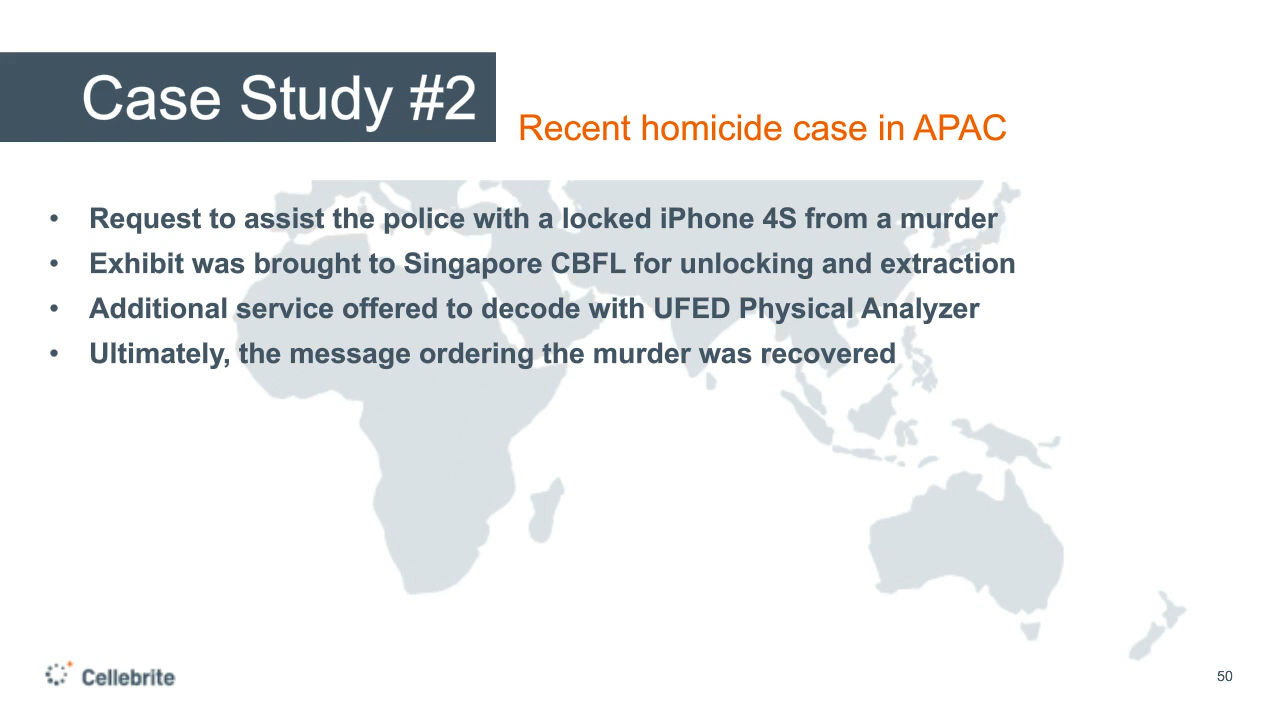 Case Study #2
Recent homicide case in APAC
• Request to assist the police with a locked iPhone 4S from a murder
• Exhibit was brought to Singapore CBFL for unlocking and extraction
• Additional service offered to decode with UFED Physical Analyzer
• Ultimately, the message ordering the murder was recovered
Cellebrite
50